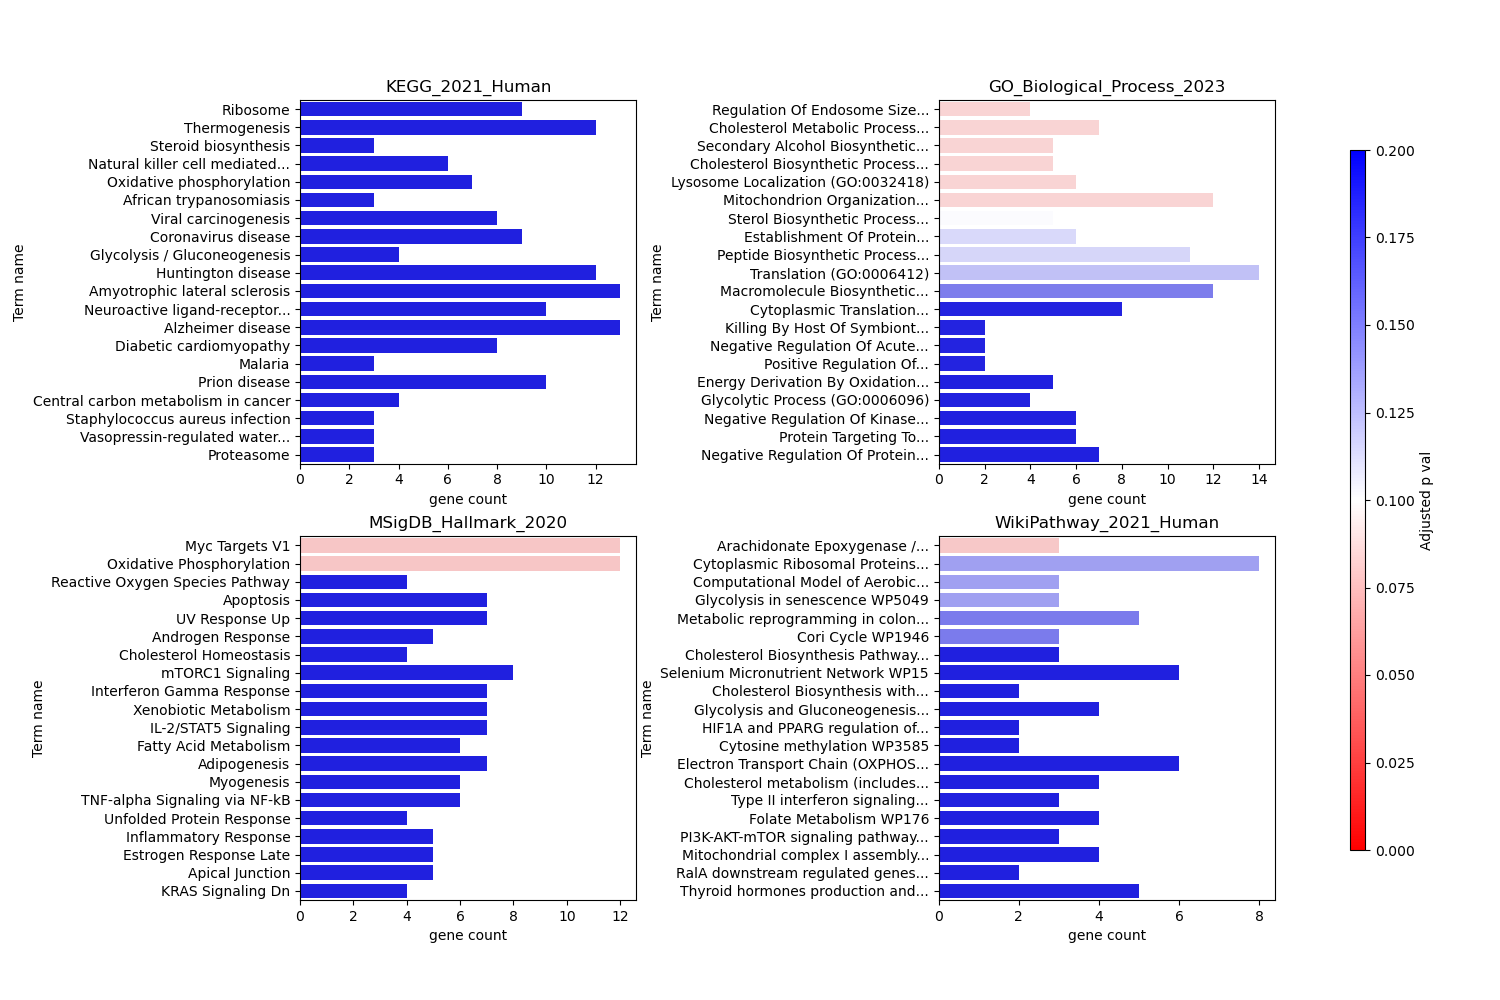 KEGG_2021_Human
Term name
Ribosome
Thermogenesis
Steroid biosynthesis
Natural killer cell mediated...
Oxidative phosphorylation
African trypanosomiasis
Viral carcinogenesis
Coronavirus disease
Glycolysis / Gluconeogenesis
Huntington disease
Amyotrophic lateral sclerosis
Neuroactive ligand-receptor...
Alzheimer disease
Diabetic cardiomyopathy
Malaria
Prion disease
Central carbon metabolism in cancer
Staphylococcus aureus infection
Vasopressin-regulated water...
Proteasome
0 2 4 6 8 10 12
gene count
GO_Biological_Process_2023
Term name
Regulation Of Endosome Size...
Cholesterol Metabolic Process...
Secondary Alcohol Biosynthetic...
Cholesterol Biosynthetic Process...
Lysosome Localization (GO:0032418)
Mitochondrion Organization...
Sterol Biosynthetic Process...
Establishment Of Protein...
Peptide Biosynthetic Process...
Translation (GO:0006412)
Macromolecule Biosynthetic...
Cytoplasmic Translation...
Killing By Host Of Symbiont...
Negative Regulation Of Acute...
Positive Regulation Of...
Energy Derivation By Oxidation...
Glycolytic Process (GO:0006096)
Negative Regulation Of Kinase...
Protein Targeting To...
Negative Regulation Of Protein...
0 2 4 6 8 10 12 14
gene count
MSigDB_Hallmark_2020
Term name
Myc Targets V1
Oxidative Phosphorylation
Reactive Oxygen Species Pathway
Apoptosis
UV Response Up
Androgen Response
Cholesterol Homeostasis
mTORC1 Signaling
Interferon Gamma Response
Xenobiotic Metabolism
IL-2/STAT5 Signaling
Fatty Acid Metabolism
Adipogenesis
Myogenesis
TNF-alpha Signaling via NF-kB
Unfolded Protein Response
Inflammatory Response
Estrogen Response Late
Apical Junction
KRAS Signaling Dn
0 2 4 6 8 10 12
gene count
WikiPathway_2021_Human
Term name
Arachidonate Epoxygenase /...
Cytoplasmic Ribosomal Proteins...
Computational Model of Aerobic...
Glycolysis in senescence WP5049
Metabolic reprogramming in colon...
Cori Cycle WP1946
Cholesterol Biosynthesis Pathway...
Selenium Micronutrient Network WP15
Cholesterol Biosynthesis with...
Glycolysis and Gluconeogenesis...
HIF1A and PPARG regulation of...
Cytosine methylation WP3585
Electron Transport Chain (OXPHOS...
Cholesterol metabolism (includes...
Type II interferon signaling...
Folate Metabolism WP176
PI3K-AKT-mTOR signaling pathway...
Mitochondrial complex I assembly...
RalA downstream regulated genes...
Thyroid hormones production and...
0 2 4 6 8
gene count
0.200
0.175
0.150
0.125
0.100
0.075
0.050
0.025
0.000
Adjusted p val